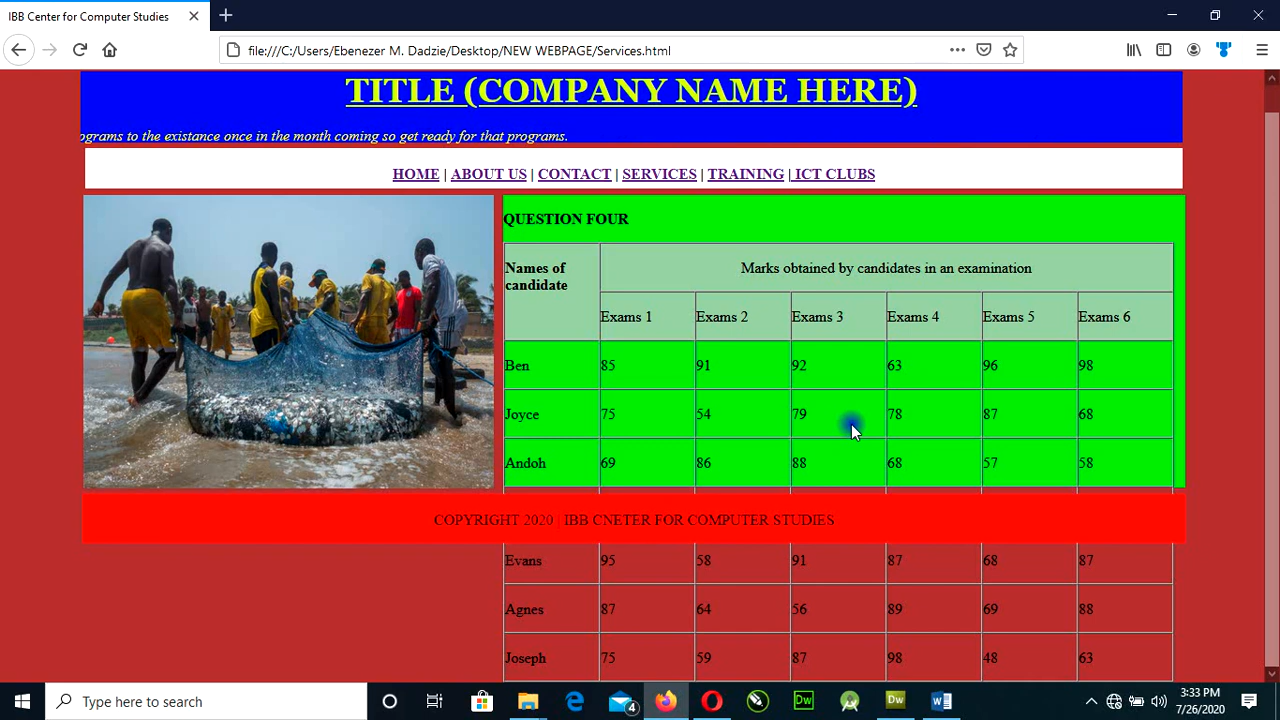 IBB Cneter for Computer Studies
file:///C:/Users/Ebenezer M. Dadzie/Desktop/NEW WEBPAGE/Services.html
TITLE (COMPANY NAME HERE)
ograms to the existance once in the month coming so get ready for that programs.
HOME | ABOUT US | CONTACT | SERVICES | TRAINING | ICT CLUBS
QUESTION FOUR
Names of candidate Marks obtained by candidates in an examination
Exams 1 Exams 2 Exams 3 Exams 4 Exams 5 Exams 6
Ben 85 91 92 63 96 98
Joyce 75 54 79 78 87 68
Andoh 69 86 88 68 57 58
COPYRIGHT 2020 | IBB CNETER FOR COMPUTER STUDIES
Evans 95 58 91 87 68 87
Agnes 87 64 56 89 69 88
Joseph 75 59 87 98 48 63
Type here to search
4
Dw
Dw
3:33 PM
7/26/2020